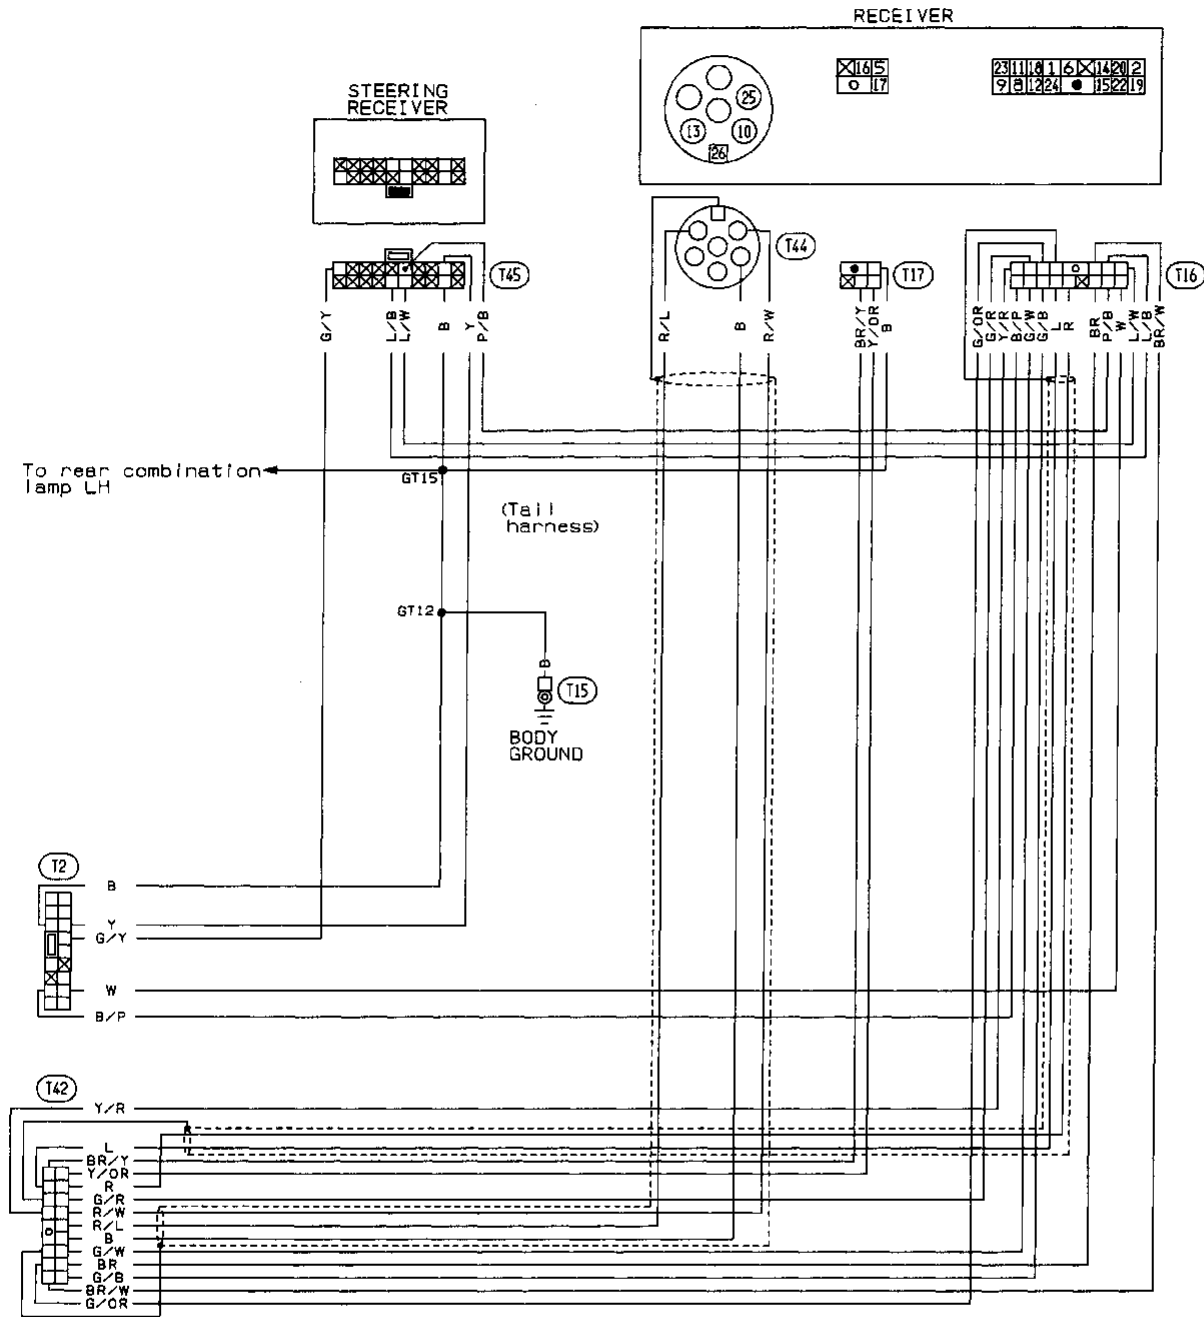 RECEIVER
STEERING
RECEIVER
16 5
17
23 11 18 1 6 14 20 2
9 8 12 24 15 22 19
25
13 10
26
T45
T44
T17
T16
G/Y
L/B
L/W
B
Y
P/B
R/L
B
R/W
BR/Y
Y/OR
B
G/OR
G/R
Y/R
B/P
G/W
G/B
L
R
BR
P/B
W
L/W
L/B
BR/W
To rear combination
lamp LH
GT15
(Tail
harness)
GT12
B
T15
BODY
GROUND
T2
B
Y
G/Y
W
B/P
T42
Y/R
L
BR/Y
Y/OR
R
G/R
R/W
R/L
B
G/W
BR
G/B
BR/W
G/OR